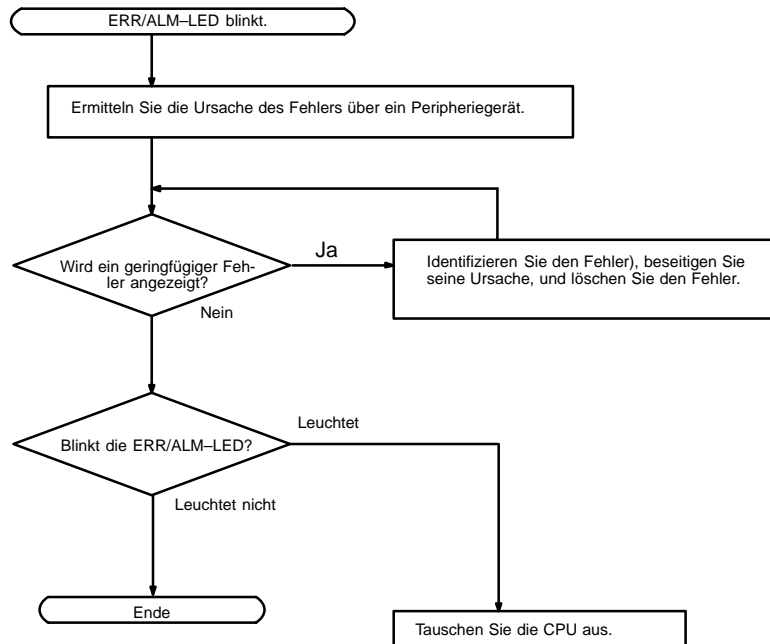 ERR/ALM–LED blinkt.
Ermitteln Sie die Ursache des Fehlers über ein Peripheriegerät.
Ja
Wird ein geringfügiger Feh-
ler angezeigt?
Identifizieren Sie den Fehler), beseitigen Sie
seine Ursache, und löschen Sie den Fehler.
Nein
Leuchtet
Blinkt die ERR/ALM–LED?
Leuchtet nicht
Ende
Tauschen Sie die CPU aus.